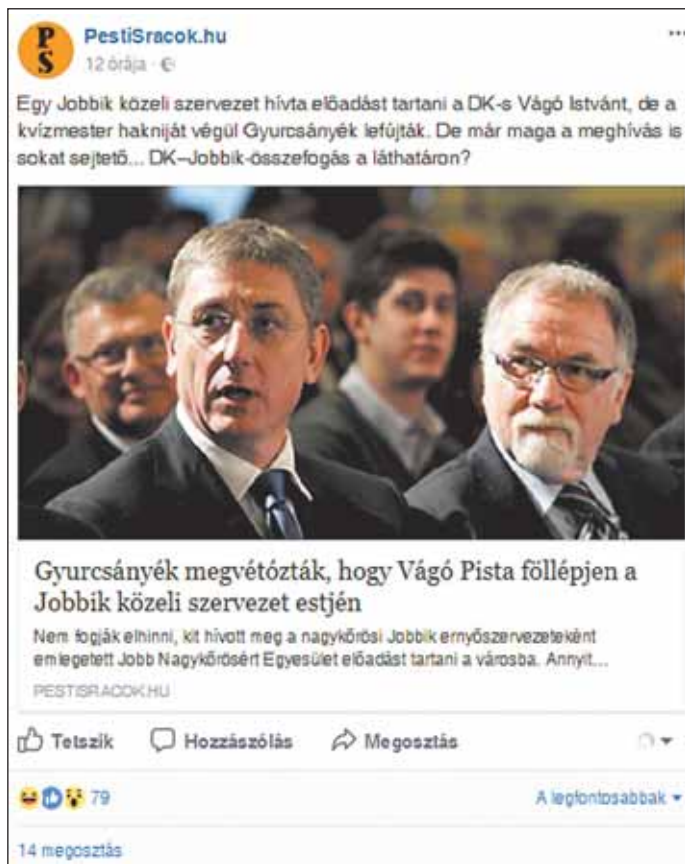 PS
PestiSracok.hu
12 órája
Egy Jobbik közeli szervezet hívta előadást tartani a DK-s Vágó Istvánt, de a
kvízmester hakniját végül Gyurcsányék lefújták. De már maga a meghívás is
sokat sejtető... DK–Jobbik-összefogás a láthatáron?
Gyurcsányék megvétózták, hogy Vágó Pista föllépjen a
Jobbik közeli szervezet estjén
Nem fogják elhinni, kit hívott meg a nagykőrösi Jobbik ernyőszervezeteként
emlegetett Jobb Nagykőrösért Egyesület előadást tartani a városba. Annyit...
PESTISRACOK.HU
Tetszik Hozzászólás Megosztás
79 A legfontosabbak
14 megosztás